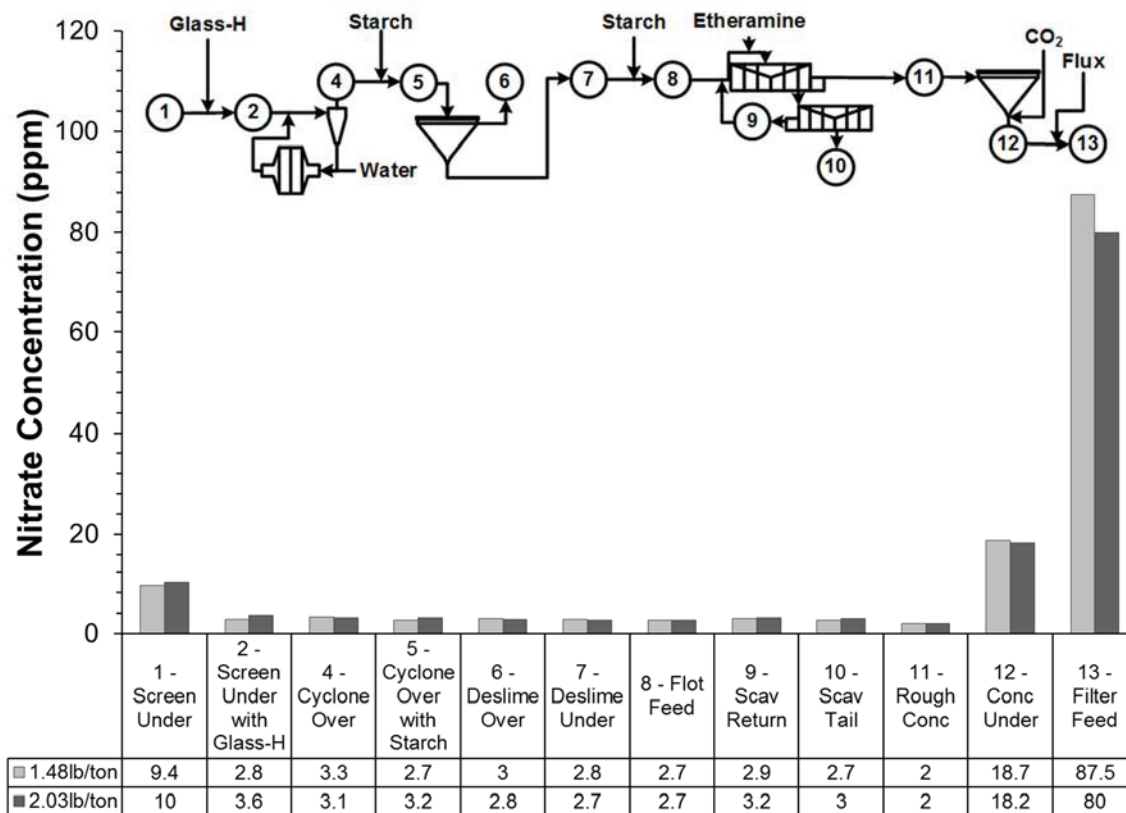 Nitrate Concentration (ppm)
120
100
80
60
40
20
0
Glass-H
Starch
Starch
Etheramine
CO₂
Flux
Water
1
2
4
5
6
7
8
9
10
11
12
13
1 -
Screen
Under
2 -
Screen
Under
with
Glass-H
4 -
Cyclone
Over
5 -
Cyclone
Over
with
Starch
6 -
Deslime
Over
7 -
Deslime
Under
8 - Flot
Feed
9 -
Scav
Return
10 -
Scav
Tail
11 -
Rough
Conc
12 -
Conc
Under
13 -
Filter
Feed
1.48lb/ton 9.4 2.8 3.3 2.7 3 2.8 2.7 2.9 2.7 2 18.7 87.5
2.03lb/ton 10 3.6 3.1 3.2 2.8 2.7 2.7 3.2 3 2 18.2 80